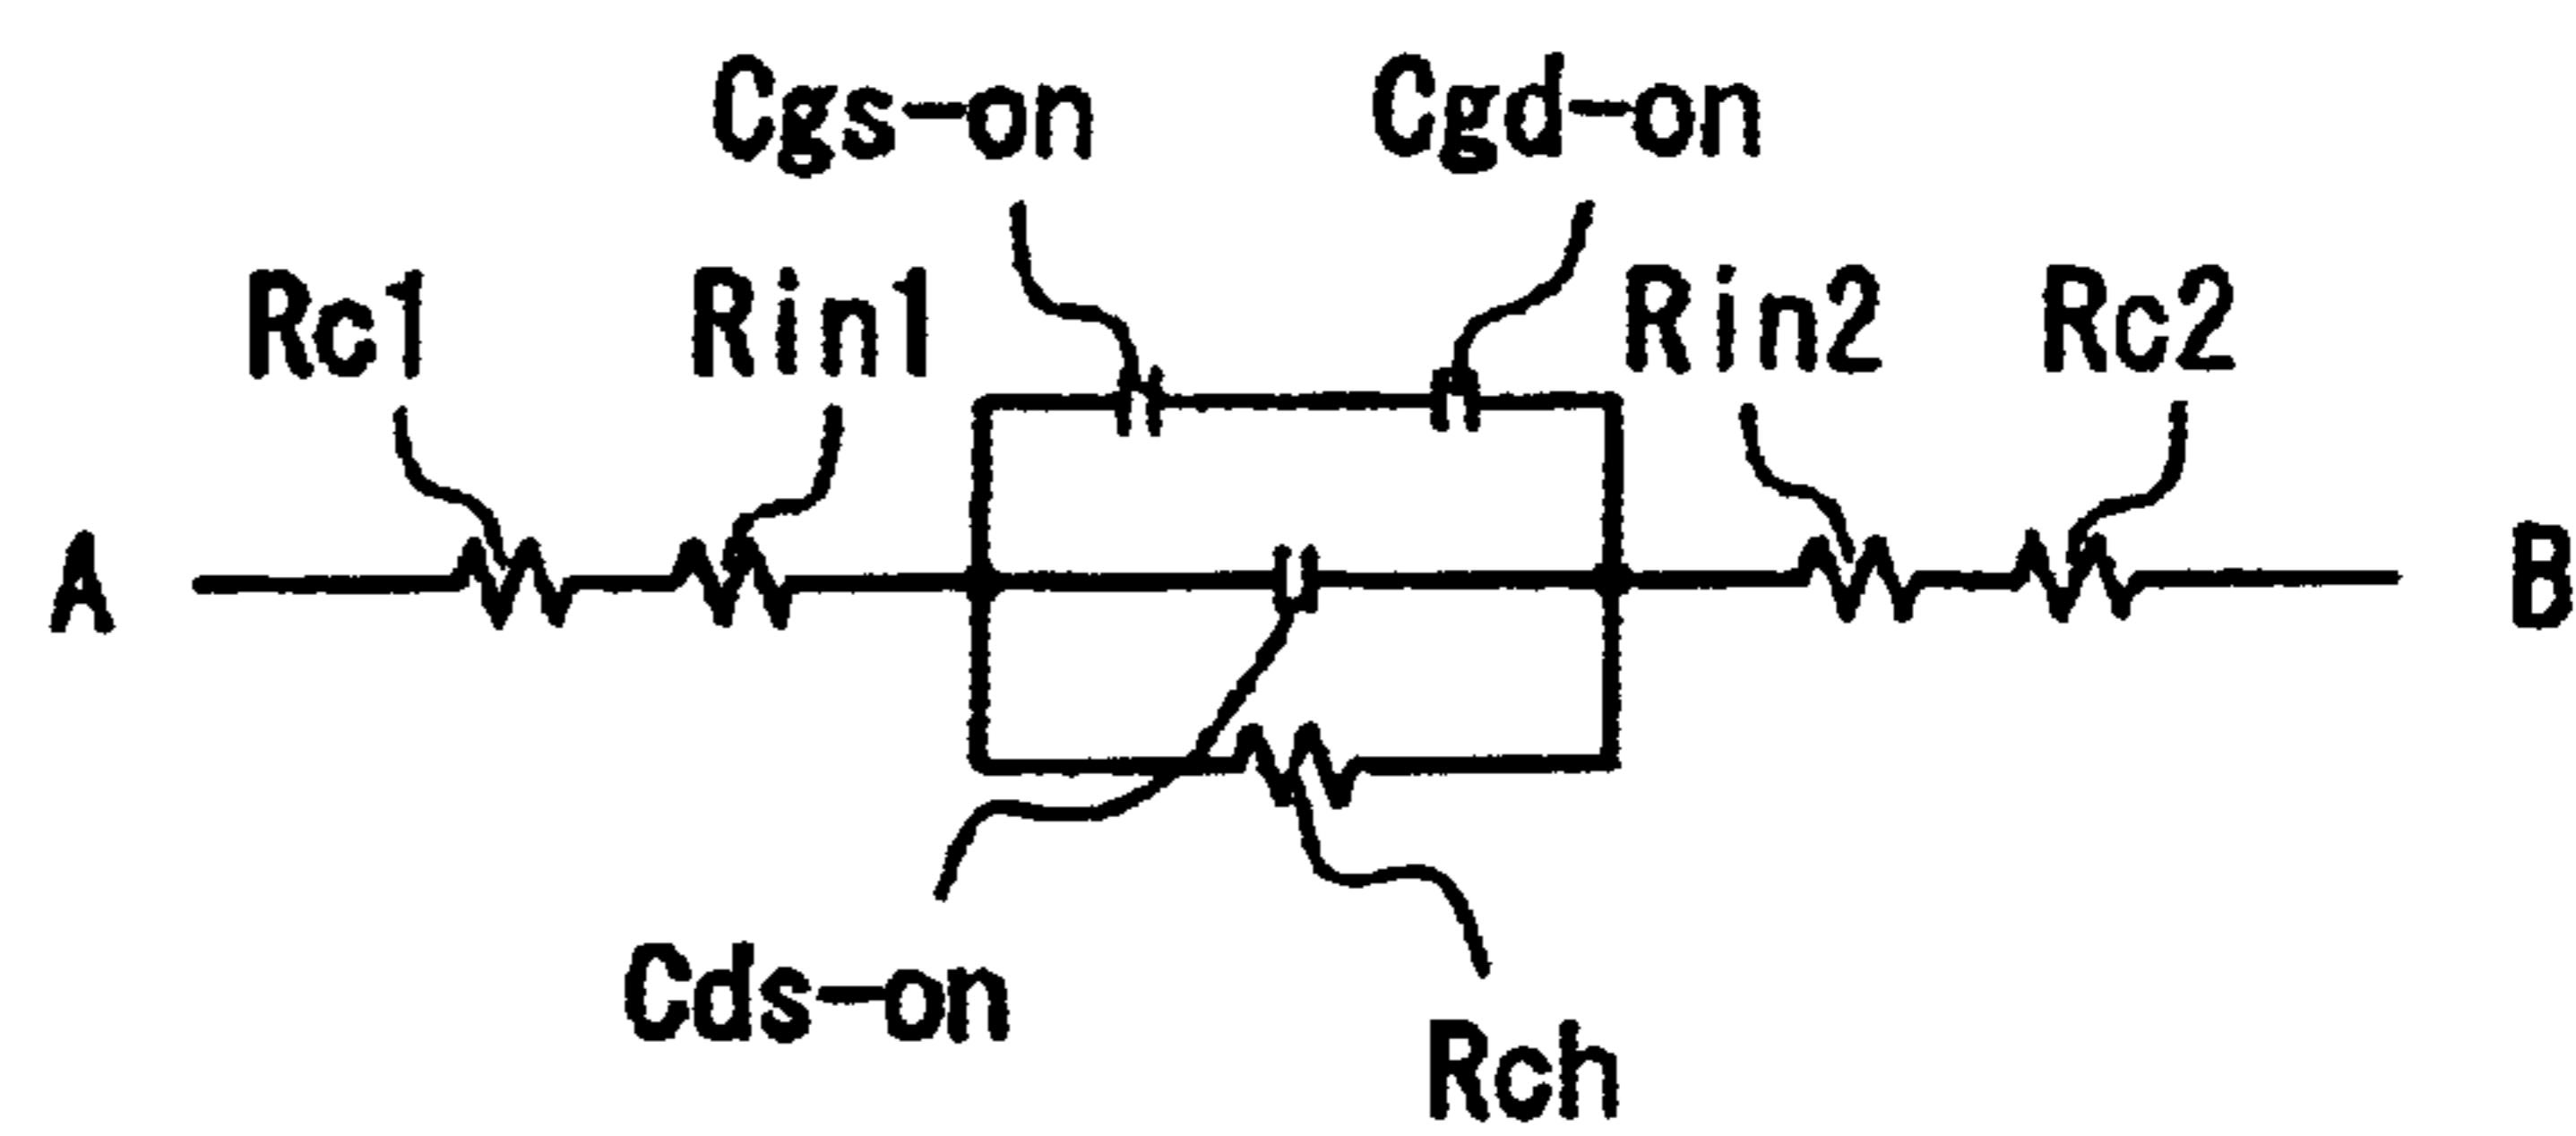 Cgs-on Cgd-on
Rc1 Rin1 Rin2 Rc2
A B
Cds-on
Rch